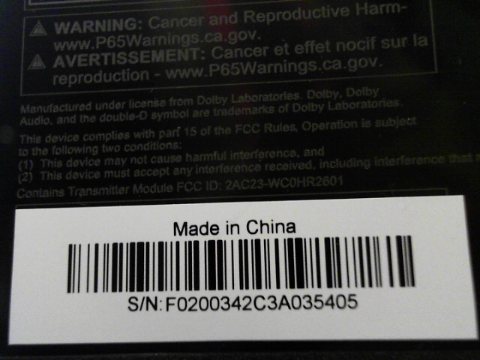 WARNING: Cancer and Reproductive Harm-
www.P65Warnings.ca.gov.
AVERTISSEMENT: Cancer et effet nocif sur la
reproduction - www.P65Warnings.ca.gov.
Manufactured under license from Dolby Laboratories. Dolby, Dolby
Audio, and the double-D symbol are trademarks of Dolby Laboratories.
This device complies with part 15 of the FCC Rules, Operation is subject
to the following two conditions:
(1) This device may not cause harmful interference, and
(2) This device must accept any interference received, including interference that
Contains Transmitter Module FCC ID: 2AC23-WC0HR2601
Made in China
S/N: F0200342C3A035405